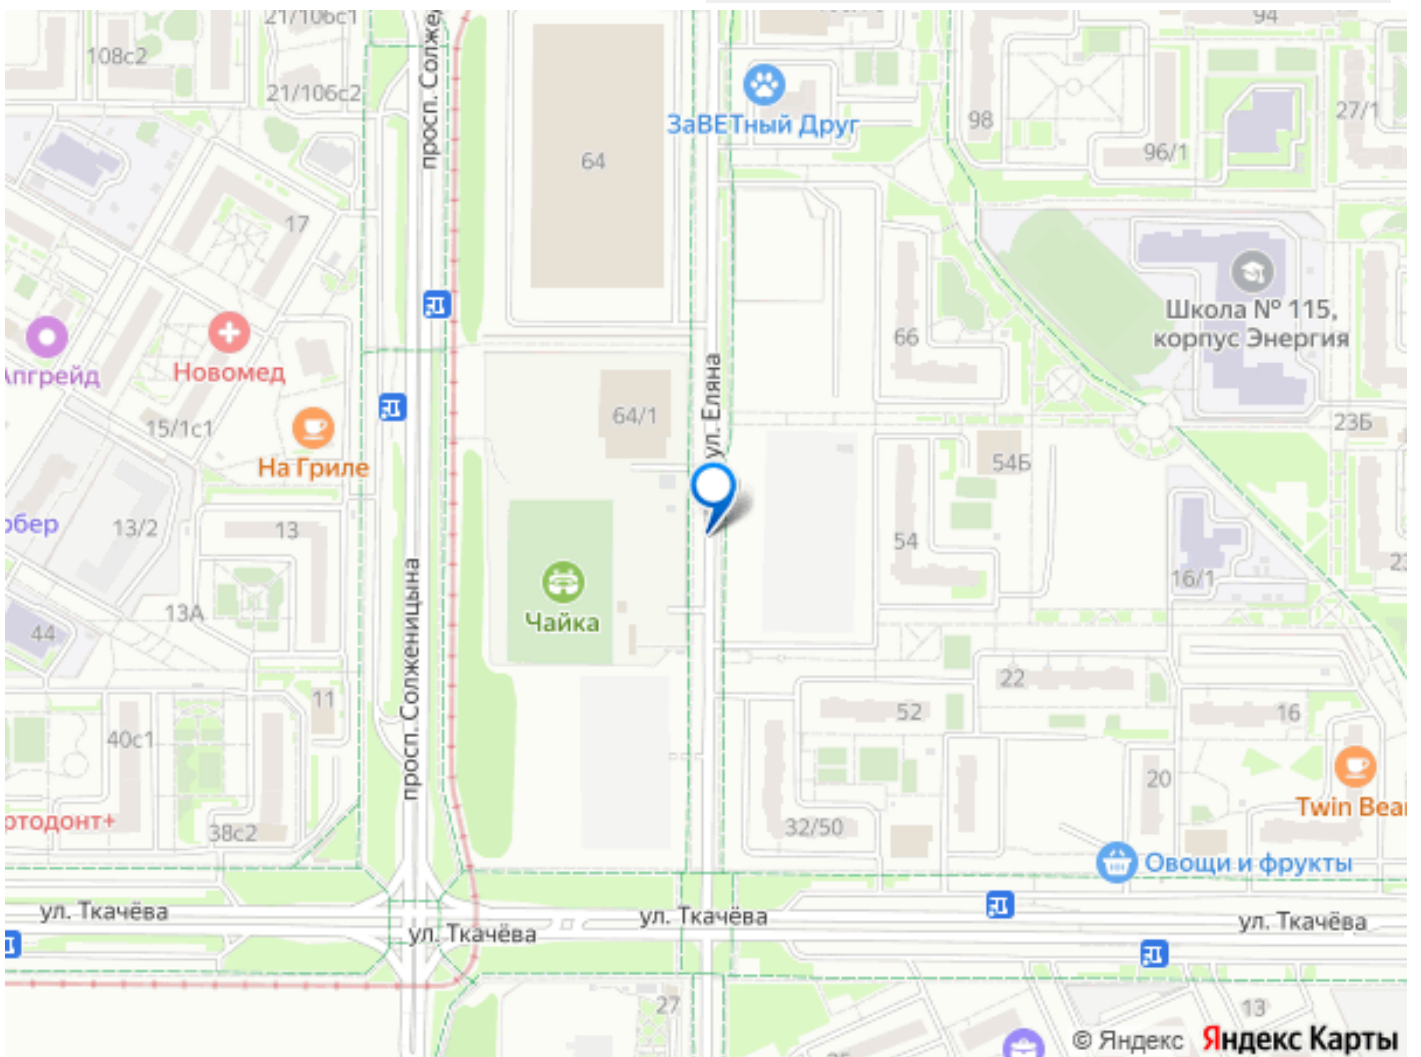 21/106с1
94
108с2
21/106с2
просп. Солже
ЗаВЕТный Друг
98
27/1
96/1
64
17
Школа № 115,
корпус Энергия
66
Апгрейд
Новомед
ул. Еляна
64/1
15/1с1
На Гриле
23Б
54Б
13/2
13
54
16/1
Чайка
13А
44
просп. Солженицына
22
11
52
16
40с1
20
Twin Bea
ртодонт+
38с2
32/50
Овощи и фрукты
ул. Ткачёва
ул. Ткачёва
ул. Ткачёва
ул. Ткачёва
27
13
© Яндекс Яндекс Карты